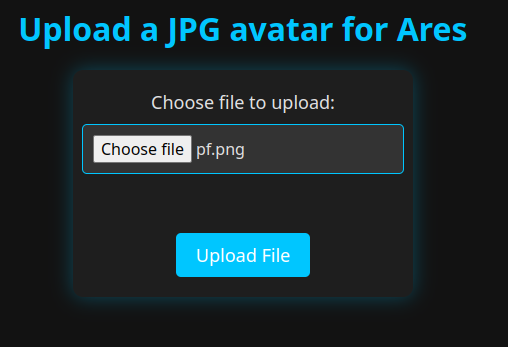 Upload a JPG avatar for Ares
Choose file to upload:
Choose file pf.png
Upload File